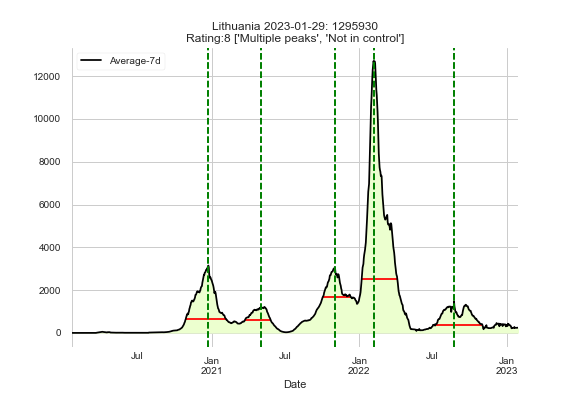 Lithuania 2023-01-29: 1295930
Rating:8 ['Multiple peaks', 'Not in control']
Average-7d
12000
10000
8000
6000
4000
2000
0
Jul
Jan
2021
Jul
Jan
2022
Jul
Jan
2023
Date